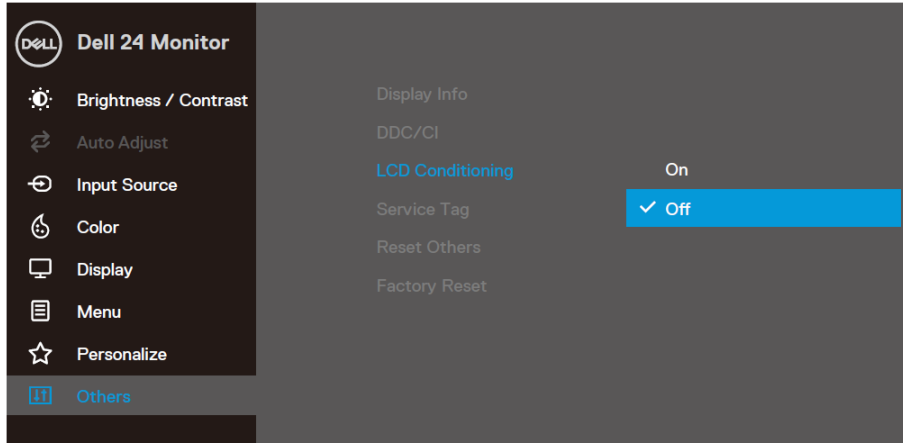 DELL Dell 24 Monitor
Brightness / Contrast
Auto Adjust
Input Source
Color
Display
Menu
Personalize
Others
Display Info
DDC/CI
LCD Conditioning
Service Tag
Reset Others
Factory Reset
On
Off